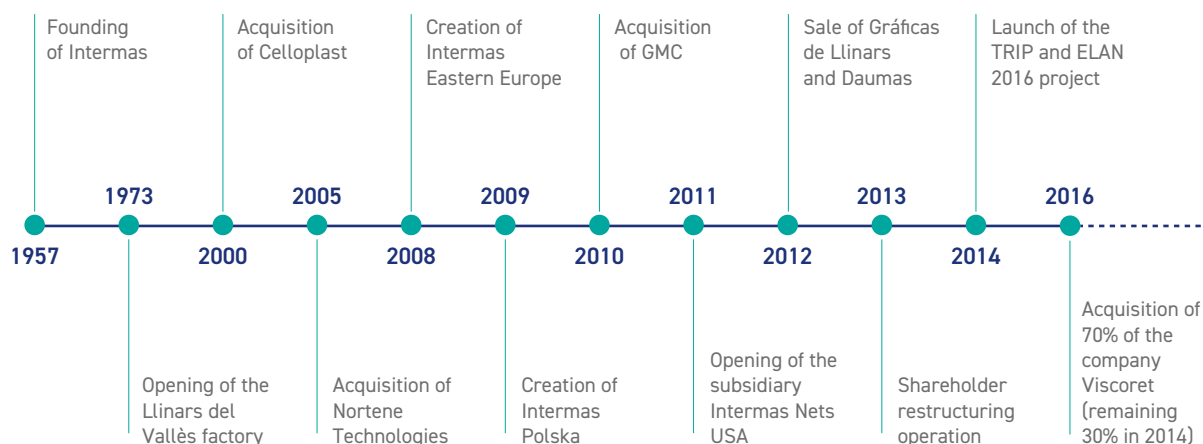 Founding
of Intermas
Acquisition
of Celloplast
Creation of
Intermas
Eastern Europe
Acquisition
of GMC
Sale of Gráficas
de Llinars
and Daumas
Launch of the
TRIP and ELAN
2016 project
1973
2005
2009
2011
2013
2016
1957
2000
2008
2010
2012
2014
Opening of the
Llinars del
Vallès factory
Acquisition of
Nortene
Technologies
Creation of
Intermas
Polska
Opening of the
subsidiary
Intermas Nets
USA
Shareholder
restructuring
operation
Acquisition of
70% of the
company
Viscoret
(remaining
30% in 2014)